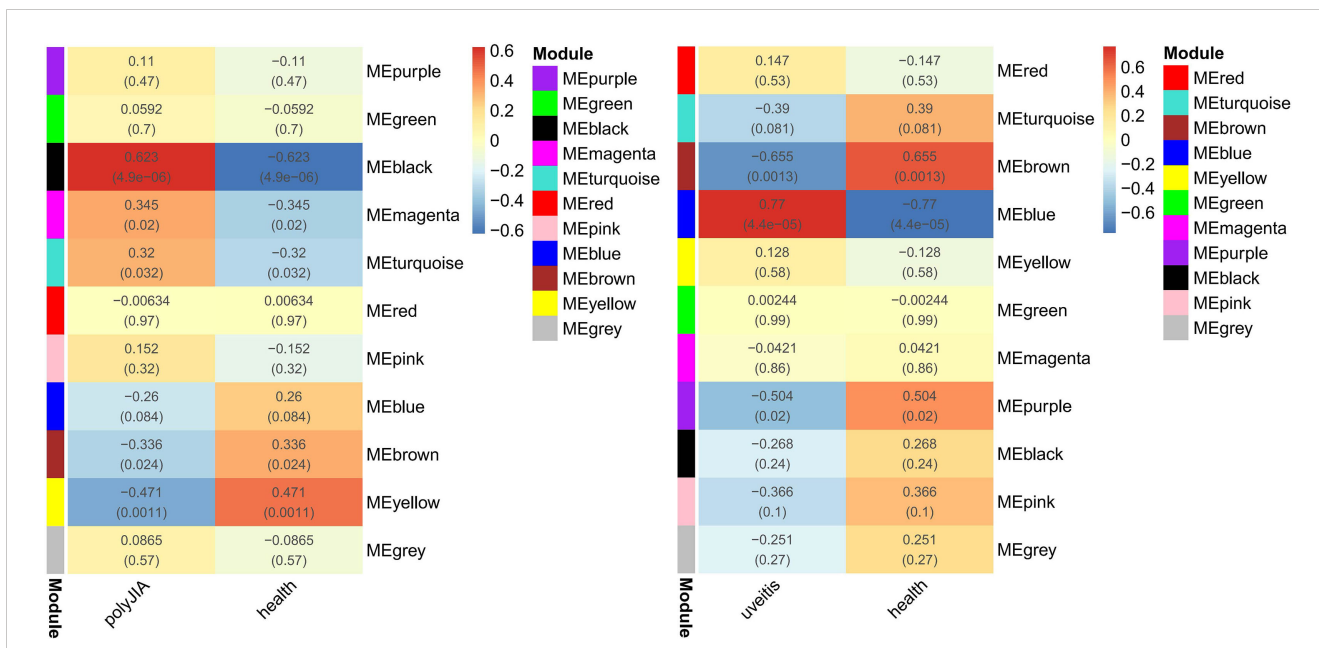 0.11 −0.11
(0.47) (0.47)
MEpurple
0.0592 −0.0592
(0.7) (0.7)
MEgreen
0.623 −0.623
(4.9e−06) (4.9e−06)
MEblack
0.345 −0.345
(0.02) (0.02)
MEmagenta
0.32 −0.32
(0.032) (0.032)
MEturquoise
−0.00634 0.00634
(0.97) (0.97)
MEred
0.152 −0.152
(0.32) (0.32)
MEpink
−0.26 0.26
(0.084) (0.084)
MEblue
−0.336 0.336
(0.024) (0.024)
MEbrown
−0.471 0.471
(0.0011) (0.0011)
MEyellow
0.0865 −0.0865
(0.57) (0.57)
MEgrey
Module
polyJIA
health
0.6
0.4
0.2
0
−0.2
−0.4
−0.6
Module
MEpurple
MEgreen
MEblack
MEmagenta
MEturquoise
MEred
MEpink
MEblue
MEbrown
MEyellow
MEgrey
0.147 −0.147
(0.53) (0.53)
MEred
−0.39 0.39
(0.081) (0.081)
MEturquoise
−0.655 0.655
(0.0013) (0.0013)
MEbrown
0.77 −0.77
(4.4e−05) (4.4e−05)
MEblue
0.128 −0.128
(0.58) (0.58)
MEyellow
0.00244 −0.00244
(0.99) (0.99)
MEgreen
−0.0421 0.0421
(0.86) (0.86)
MEmagenta
−0.504 0.504
(0.02) (0.02)
MEpurple
−0.268 0.268
(0.24) (0.24)
MEblack
−0.366 0.366
(0.1) (0.1)
MEpink
−0.251 0.251
(0.27) (0.27)
MEgrey
Module
uveitis
health
0.6
0.4
0.2
0
−0.2
−0.4
−0.6
Module
MEred
MEturquoise
MEbrown
MEblue
MEyellow
MEgreen
MEmagenta
MEpurple
MEblack
MEpink
MEgrey